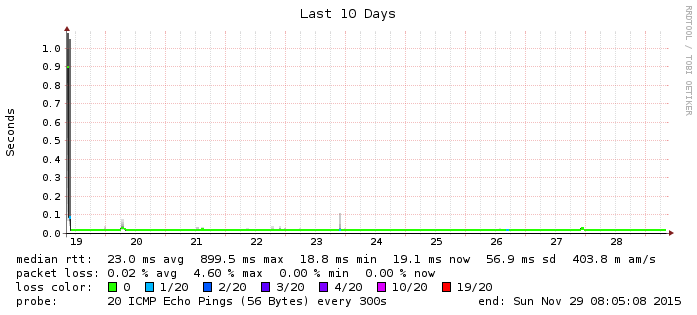 Last 10 Days
RRDTOOL / TOBI OETIKER
Seconds
1.0
0.9
0.8
0.7
0.6
0.5
0.4
0.3
0.2
0.1
0.0
19 20 21 22 23 24 25 26 27 28
median rtt: 23.0 ms avg 899.5 ms max 18.8 ms min 19.1 ms now 56.9 ms sd 403.8 m am/s
packet loss: 0.02 % avg 4.60 % max 0.00 % min 0.00 % now
loss color: 0 1/20 2/20 3/20 4/20 10/20 19/20
probe: 20 ICMP Echo Pings (56 Bytes) every 300s end: Sun Nov 29 08:05:08 2015